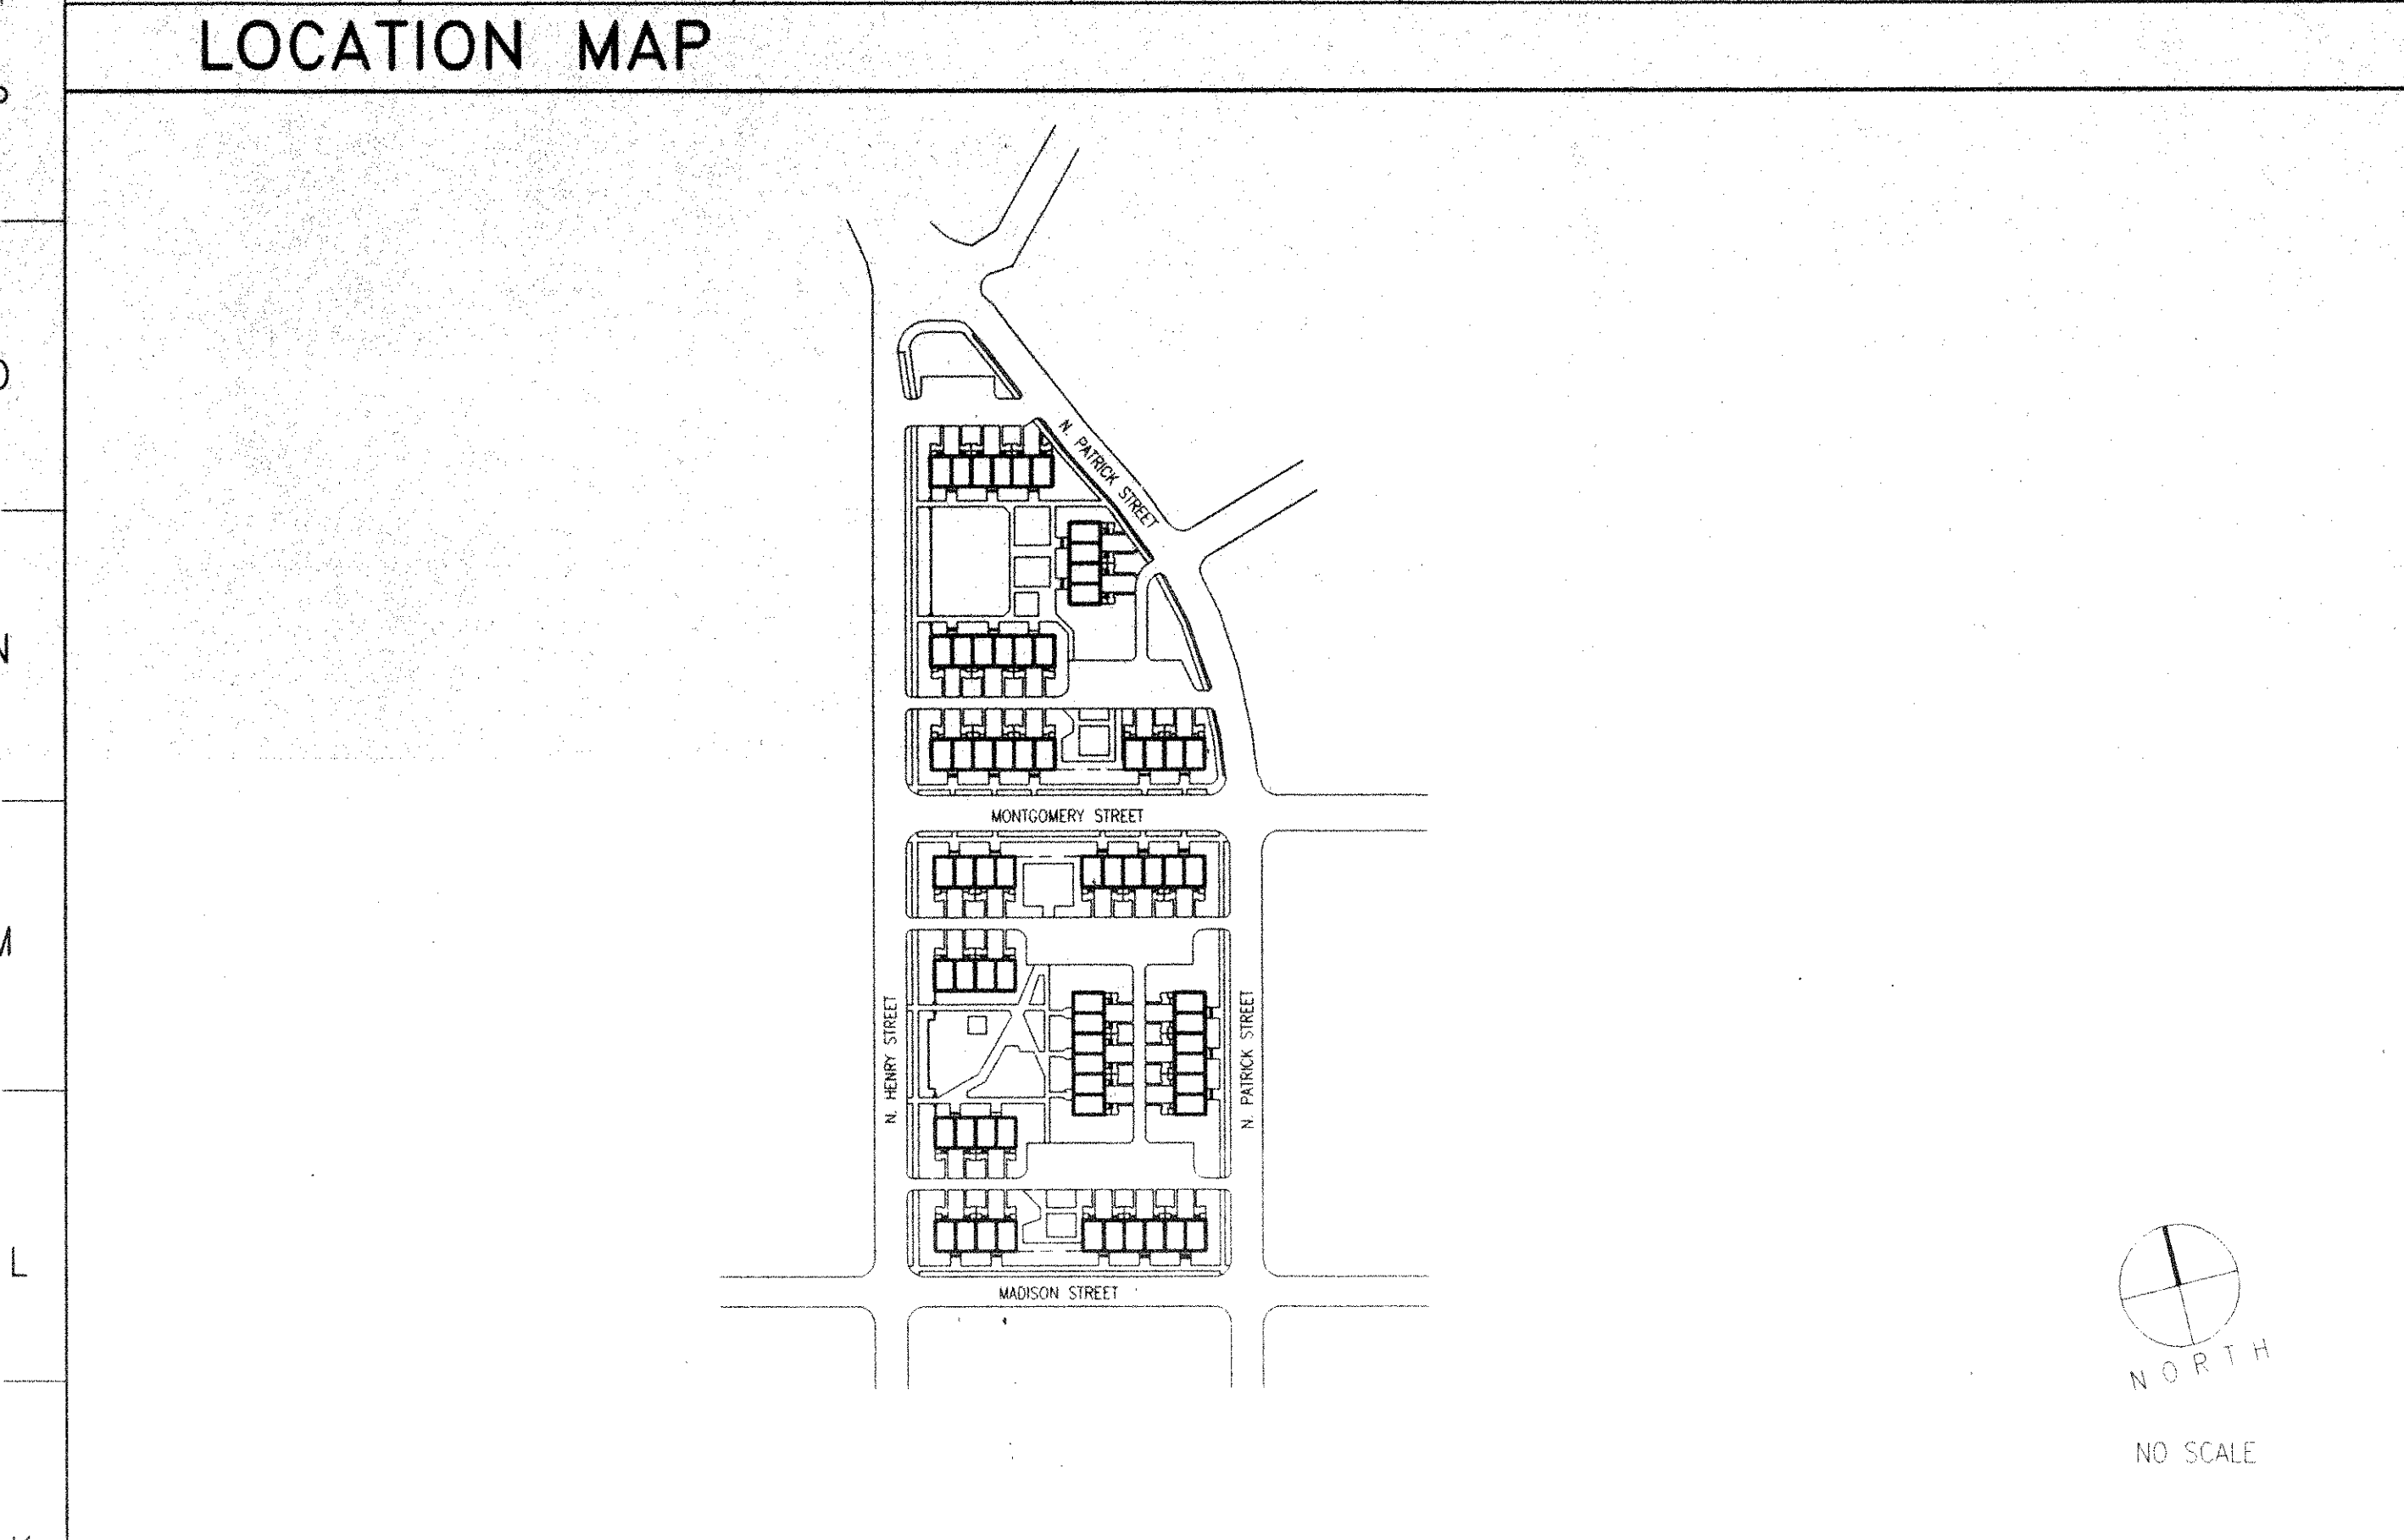 LOCATION MAP
N. PATRICK STREET
N
MONTGOMERY STREET
M
N. HENRY STREET
N. PATRICK STREET
L
MADISON STREET
NORTH
NO SCALE